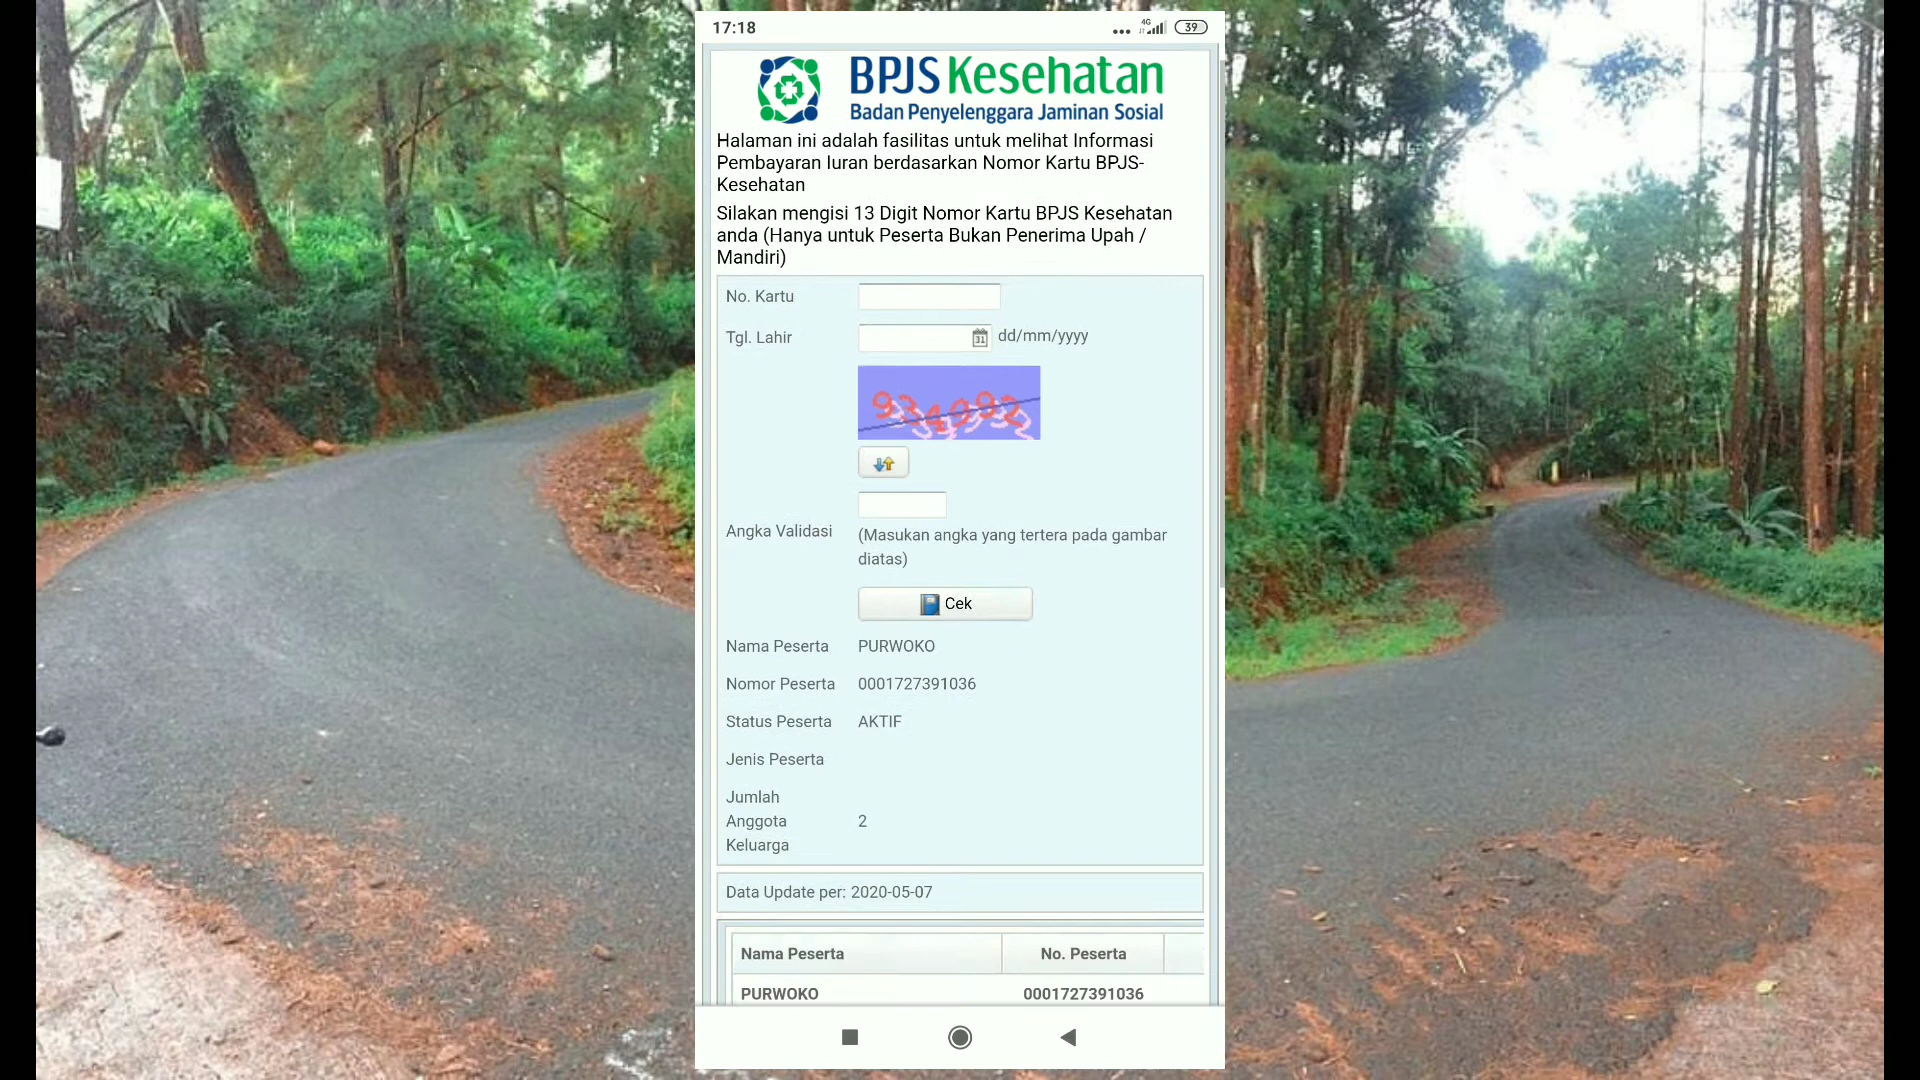 17:18
4G
39
BPJS Kesehatan
Badan Penyelenggara Jaminan Sosial
Halaman ini adalah fasilitas untuk melihat Informasi
Pembayaran Iuran berdasarkan Nomor Kartu BPJS-
Kesehatan
Silakan mengisi 13 Digit Nomor Kartu BPJS Kesehatan
anda (Hanya untuk Peserta Bukan Penerima Upah /
Mandiri)
No. Kartu
Tgl. Lahir
31
dd/mm/yyyy
Angka Validasi
(Masukan angka yang tertera pada gambar
diatas)
Cek
Nama Peserta PURWOKO
Nomor Peserta 0001727391036
Status Peserta AKTIF
Jenis Peserta
Jumlah
Anggota 2
Keluarga
Data Update per: 2020-05-07
Nama Peserta No. Peserta
PURWOKO 0001727391036